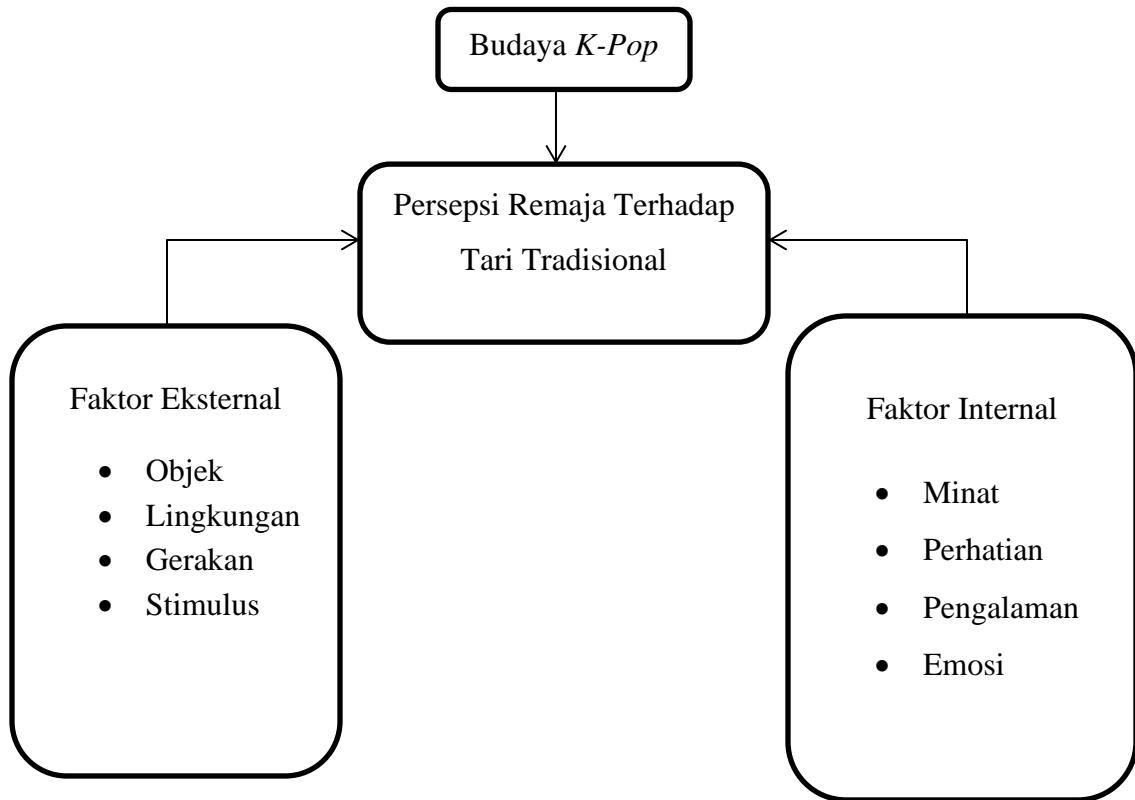 Budaya K-Pop
Persepsi Remaja Terhadap
Tari Tradisional
Faktor Eksternal
• Objek
• Lingkungan
• Gerakan
• Stimulus
Faktor Internal
• Minat
• Perhatian
• Pengalaman
• Emosi